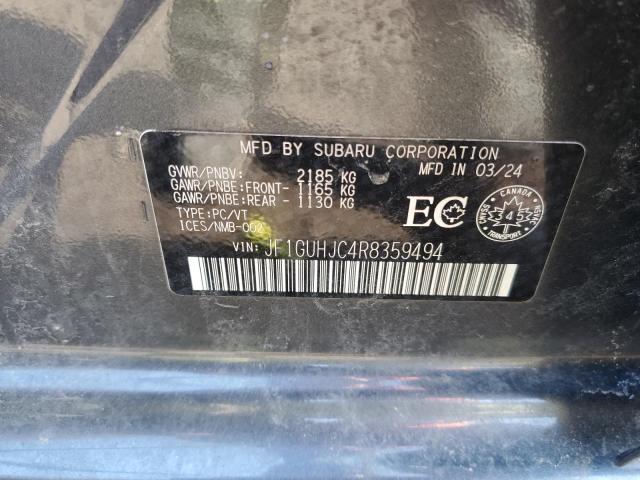 MFD BY SUBARU CORPORATION
MFD IN 03/24
GVWR/PNBV: 2185 KG
GAWR/PNBE:FRONT- 1165 KG
GAWR/PNBE:REAR - 1130 KG
TYPE:PC/VT
ICES/NMB-002
EC
CANADA
345
TRANSPORT
VIN: JF1GUHJC4R8359494